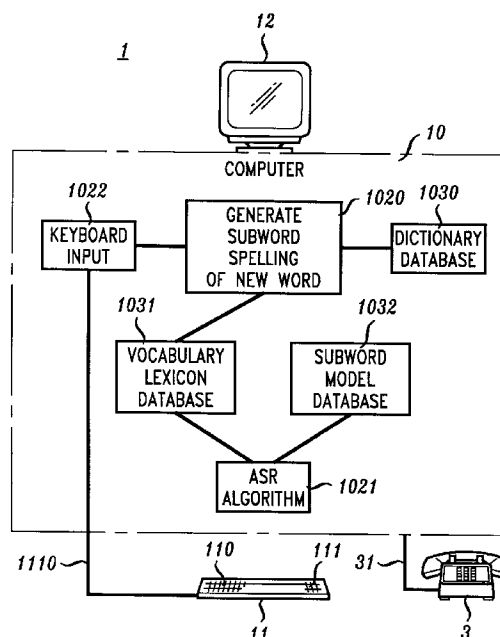 12
1
10
COMPUTER
1022
1020
1030
KEYBOARD
INPUT
GENERATE
SUBWORD
SPELLING
OF NEW WORD
DICTIONARY
DATABASE
1031
1032
VOCABULARY
LEXICON
DATABASE
SUBWORD
MODEL
DATABASE
ASR
ALGORITHM
1021
1110
110
111
11
31
3